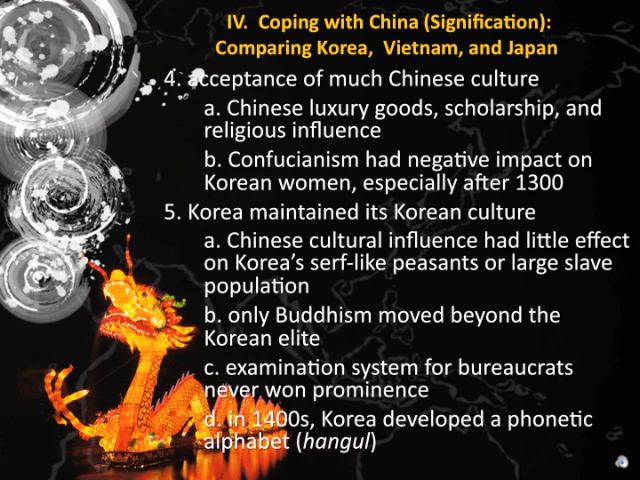 IV.  Coping with China (Signification):
Comparing Korea,  Vietnam, and Japan
4. acceptance of much Chinese culture
a. Chinese luxury goods, scholarship, and
religious influence
b. Confucianism had negative impact on
Korean women, especially after 1300
5. Korea maintained its Korean culture
a. Chinese cultural influence had little effect
on Korea’s serf-like peasants or large slave
population
b. only Buddhism moved beyond the
Korean elite
c. examination system for bureaucrats
never won prominence
d. in 1400s, Korea developed a phonetic
alphabet (hangul)